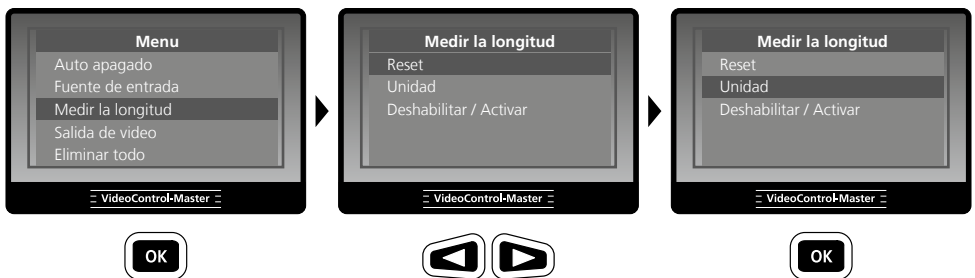 Menu
Auto apagado
Fuente de entrada
Medir la longitud
Salida de video
Eliminar todo
VideoControl-Master
OK
Medir la longitud
Reset
Unidad
Deshabilitar / Activar
VideoControl-Master
Medir la longitud
Reset
Unidad
Deshabilitar / Activar
VideoControl-Master
OK